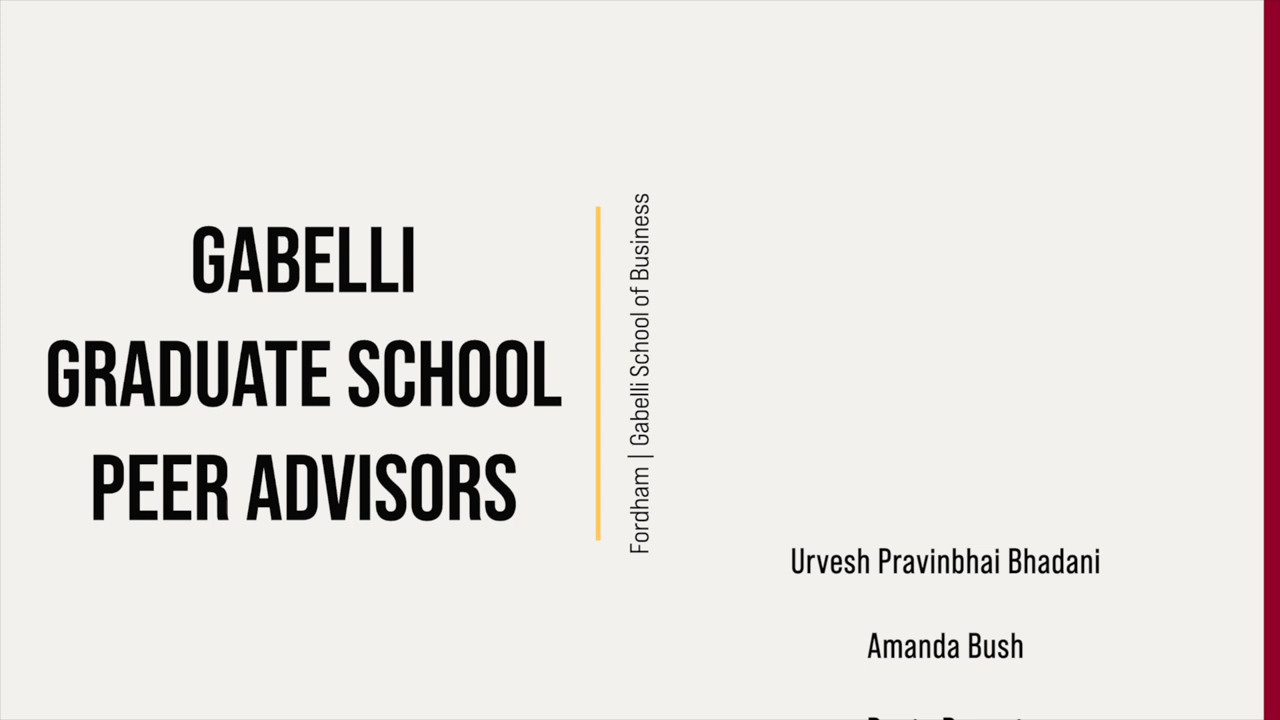 GABELLI
GRADUATE SCHOOL
PEER ADVISORS
Fordham | Gabelli School of Business
Urvesh Pravinbhai Bhadani
Amanda Bush